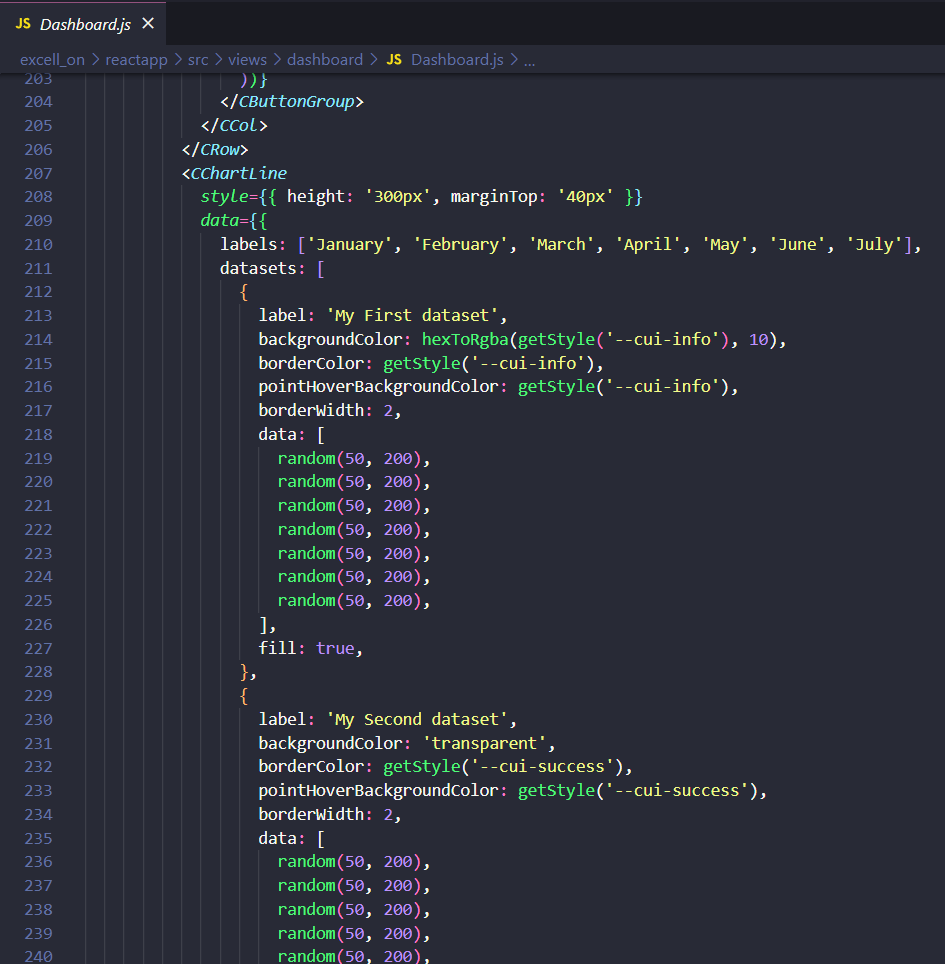 JS Dashboard.js ×
excell_on > reactapp > src > views > dashboard > JS Dashboard.js > ...
203 ))}
204 </CButtonGroup>
205 </CCol>
206 </CRow>
207 <CChartLine
208 style={{ height: '300px', marginTop: '40px' }}
209 data={{
210 labels: ['January', 'February', 'March', 'April', 'May', 'June', 'July'],
211 datasets: [
212 {
213 label: 'My First dataset',
214 backgroundColor: hexToRgba(getStyle('--cui-info'), 10),
215 borderColor: getStyle('--cui-info'),
216 pointHoverBackgroundColor: getStyle('--cui-info'),
217 borderWidth: 2,
218 data: [
219 random(50, 200),
220 random(50, 200),
221 random(50, 200),
222 random(50, 200),
223 random(50, 200),
224 random(50, 200),
225 random(50, 200),
226 ],
227 fill: true,
228 },
229 {
230 label: 'My Second dataset',
231 backgroundColor: 'transparent',
232 borderColor: getStyle('--cui-success'),
233 pointHoverBackgroundColor: getStyle('--cui-success'),
234 borderWidth: 2,
235 data: [
236 random(50, 200),
237 random(50, 200),
238 random(50, 200),
239 random(50, 200),
240 random(50, 200),